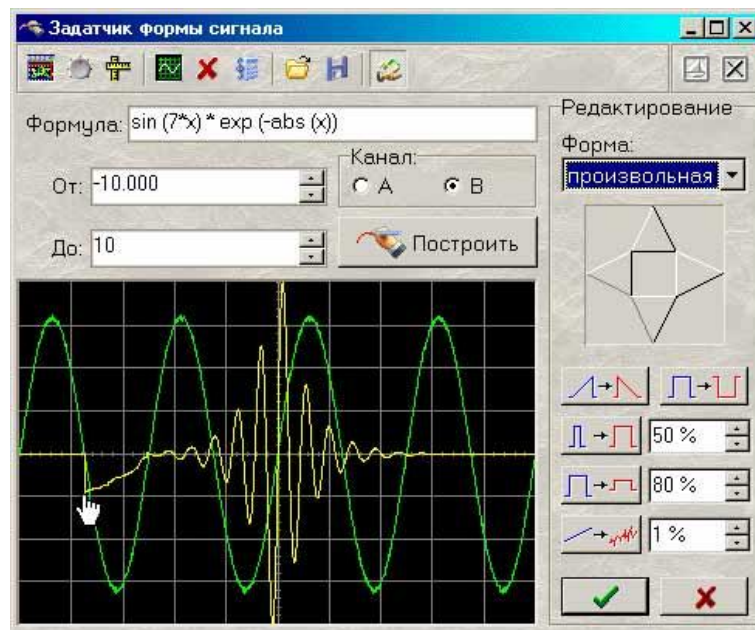 Задатчик формы сигнала
Формула: sin (7*x) * exp (-abs (x))
От: -10.000
Канал:
A B
До: 10
Построить
Редактирование
Форма:
произвольная
50 %
80 %
1 %